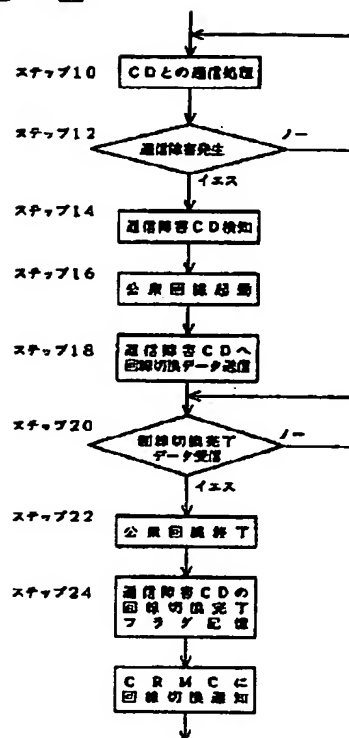 ステップ10
CDとの通信処理
ステップ12
通信障害発生
ノー
イエス
ステップ14
通信障害CD検知
ステップ16
公衆回線起動
ステップ18
通信障害CDへ
回線切換データ送信
ステップ20
回線切換完了
データ受信
ノー
イエス
ステップ22
公衆回線終了
ステップ24
通信障害CDの
回線切換完了
フラグ記憶
CRMCに
回線切換通知